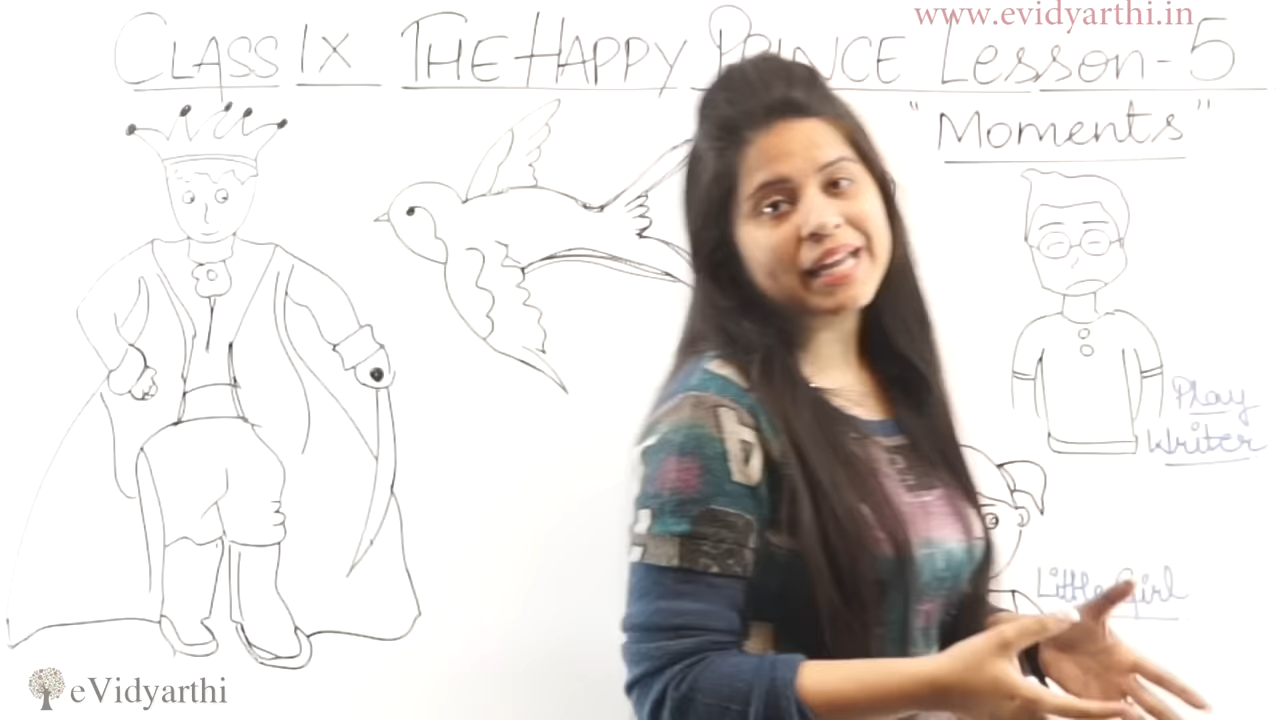 www.evidyarthi.in
CLASS IX THE HAPPY PRINCE Lesson-5
"Moments"
Play
Writer
Little Girl
eVidyarthi